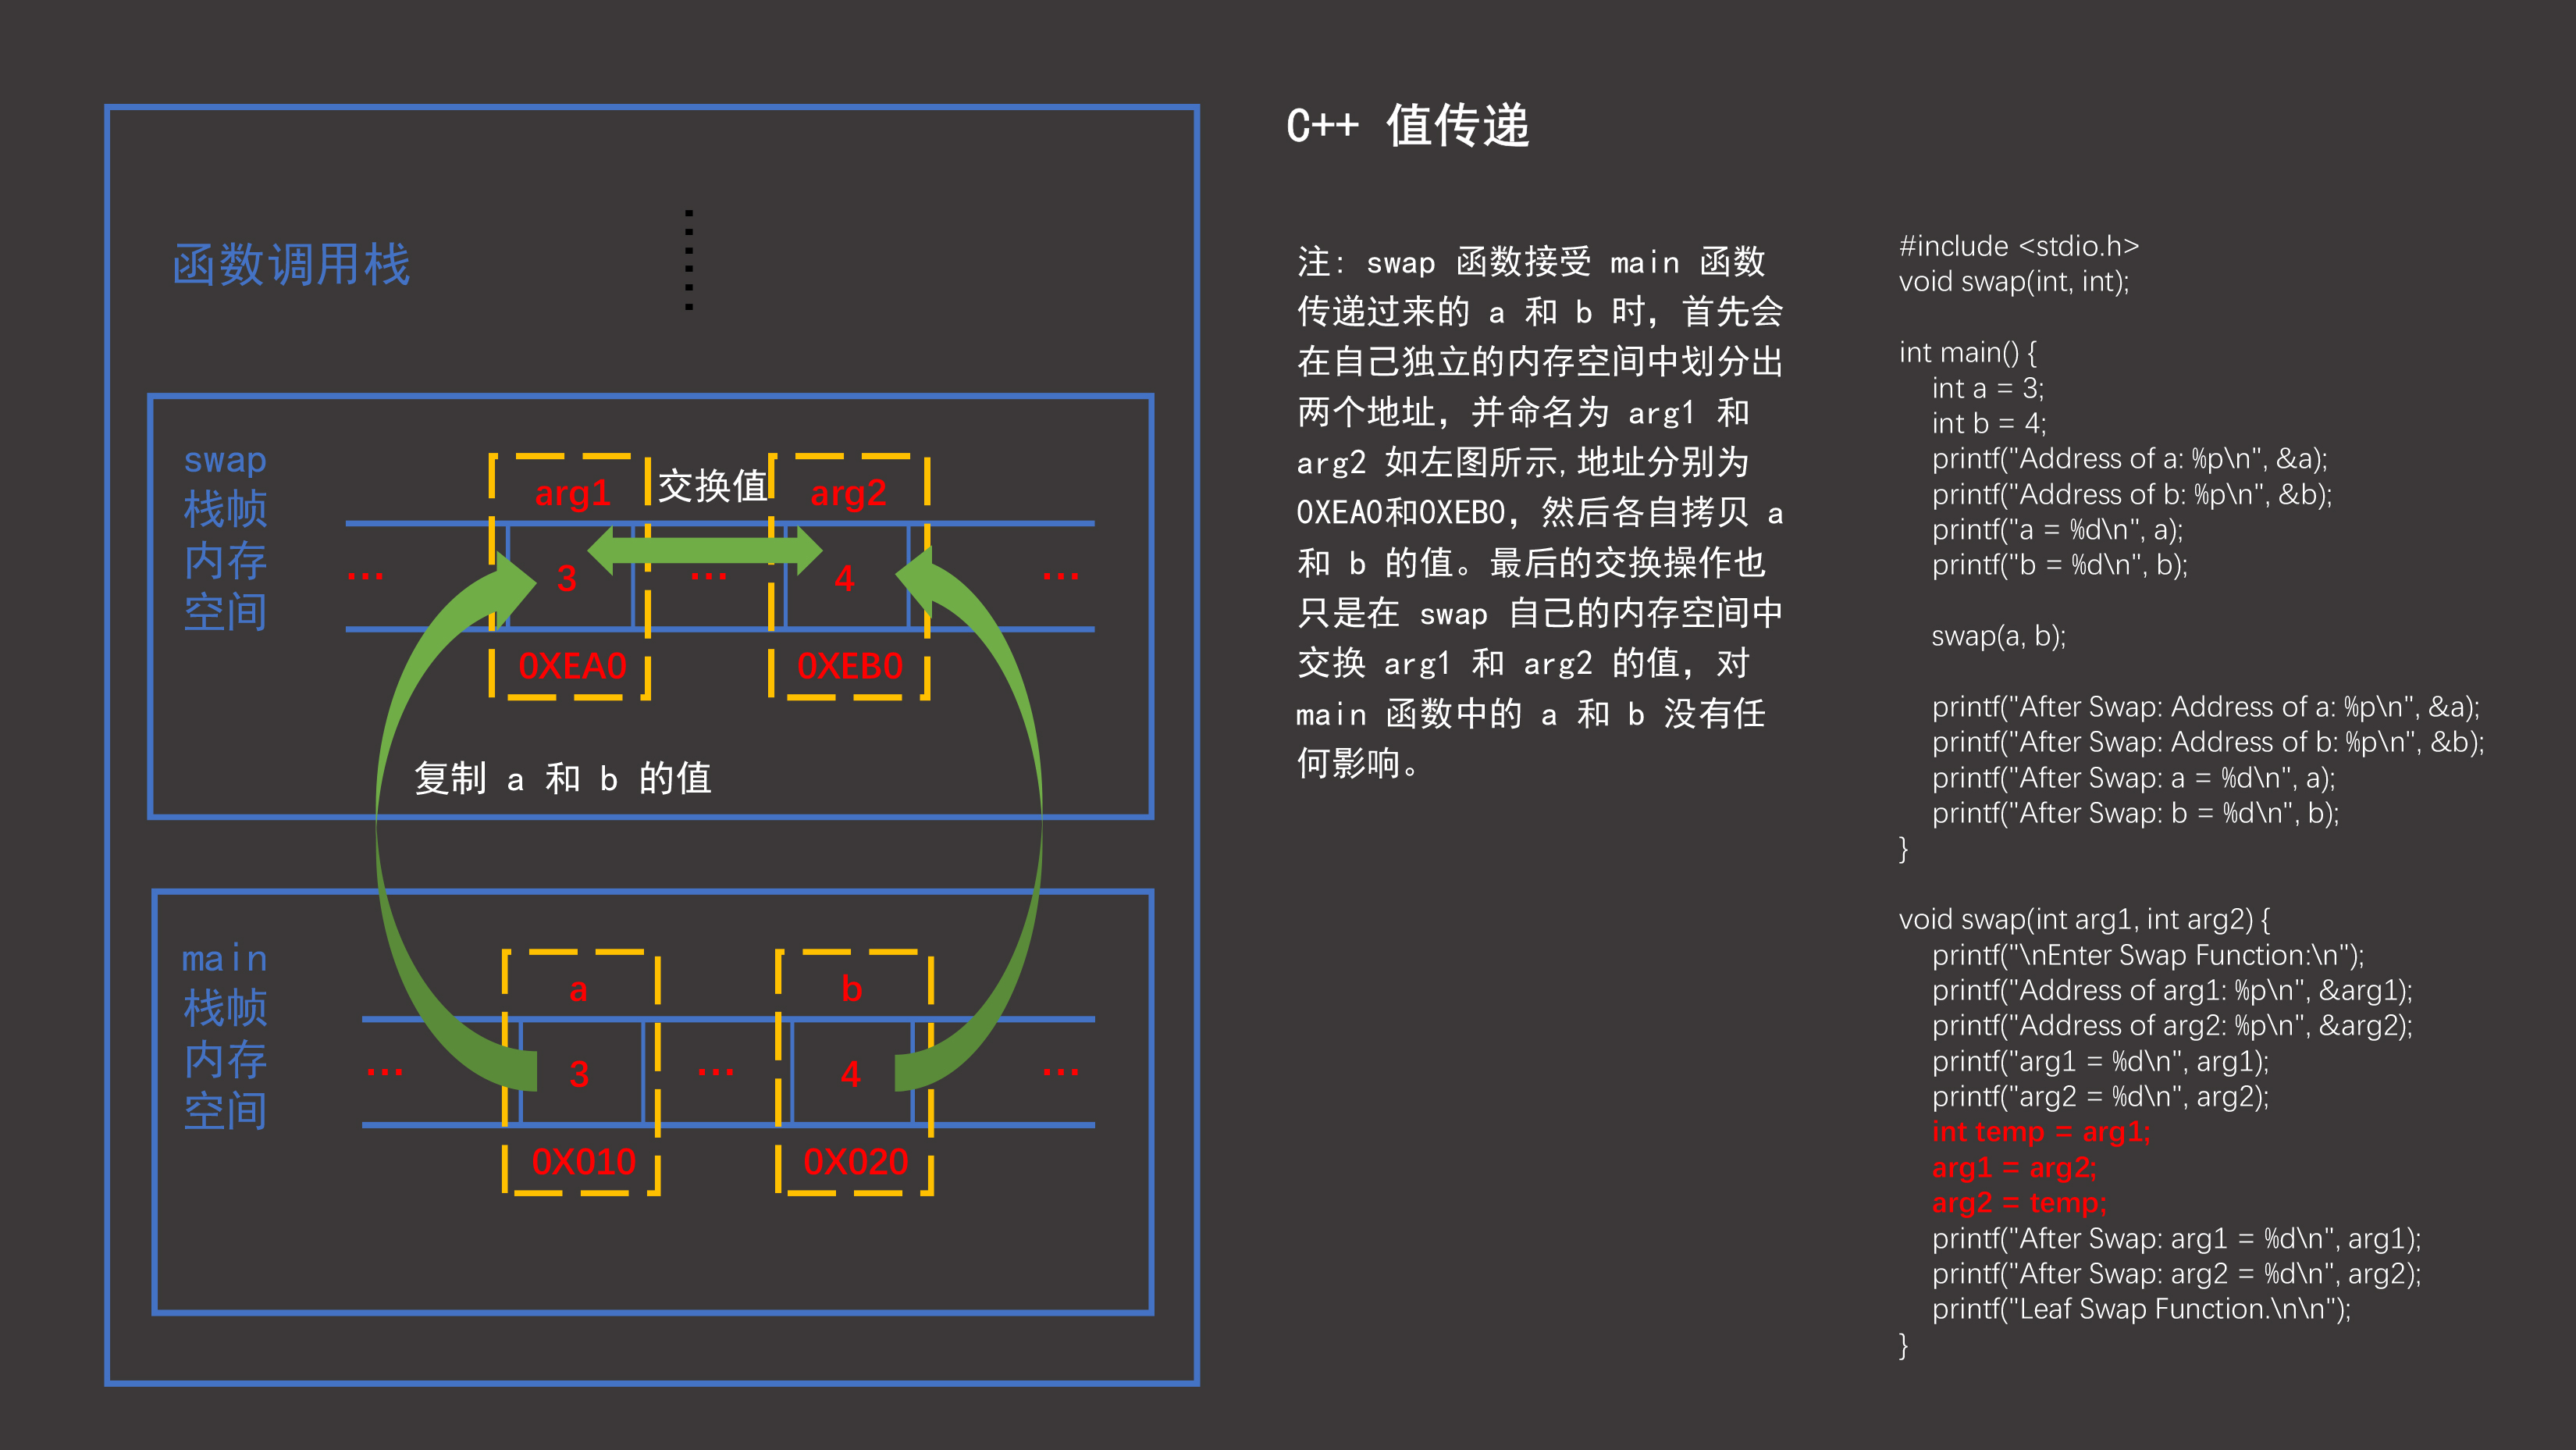 函数调用栈
swap
栈帧
内存
空间
arg1
交换值
arg2
...
3
...
4
...
0XEA0
0XEB0
复制 a 和 b 的值
main
栈帧
内存
空间
a
b
...
3
...
4
...
0X010
0X020
C++ 值传递
注: swap 函数接受 main 函数
传递过来的 a 和 b 时，首先会
在自己独立的内存空间中划分出
两个地址，并命名为 arg1 和
arg2 如左图所示,地址分别为
0XEA0和0XEB0，然后各自拷贝 a
和 b 的值。最后的交换操作也
只是在 swap 自己的内存空间中
交换 arg1 和 arg2 的值，对
main 函数中的 a 和 b 没有任
何影响。
#include <stdio.h>
void swap(int, int);
int main() {
int a = 3;
int b = 4;
printf("Address of a: %p\n", &a);
printf("Address of b: %p\n", &b);
printf("a = %d\n", a);
printf("b = %d\n", b);
swap(a, b);
printf("After Swap: Address of a: %p\n", &a);
printf("After Swap: Address of b: %p\n", &b);
printf("After Swap: a = %d\n", a);
printf("After Swap: b = %d\n", b);
}
void swap(int arg1, int arg2) {
printf("\nEnter Swap Function:\n");
printf("Address of arg1: %p\n", &arg1);
printf("Address of arg2: %p\n", &arg2);
printf("arg1 = %d\n", arg1);
printf("arg2 = %d\n", arg2);
int temp = arg1;
arg1 = arg2;
arg2 = temp;
printf("After Swap: arg1 = %d\n", arg1);
printf("After Swap: arg2 = %d\n", arg2);
printf("Leaf Swap Function.\n\n");
}